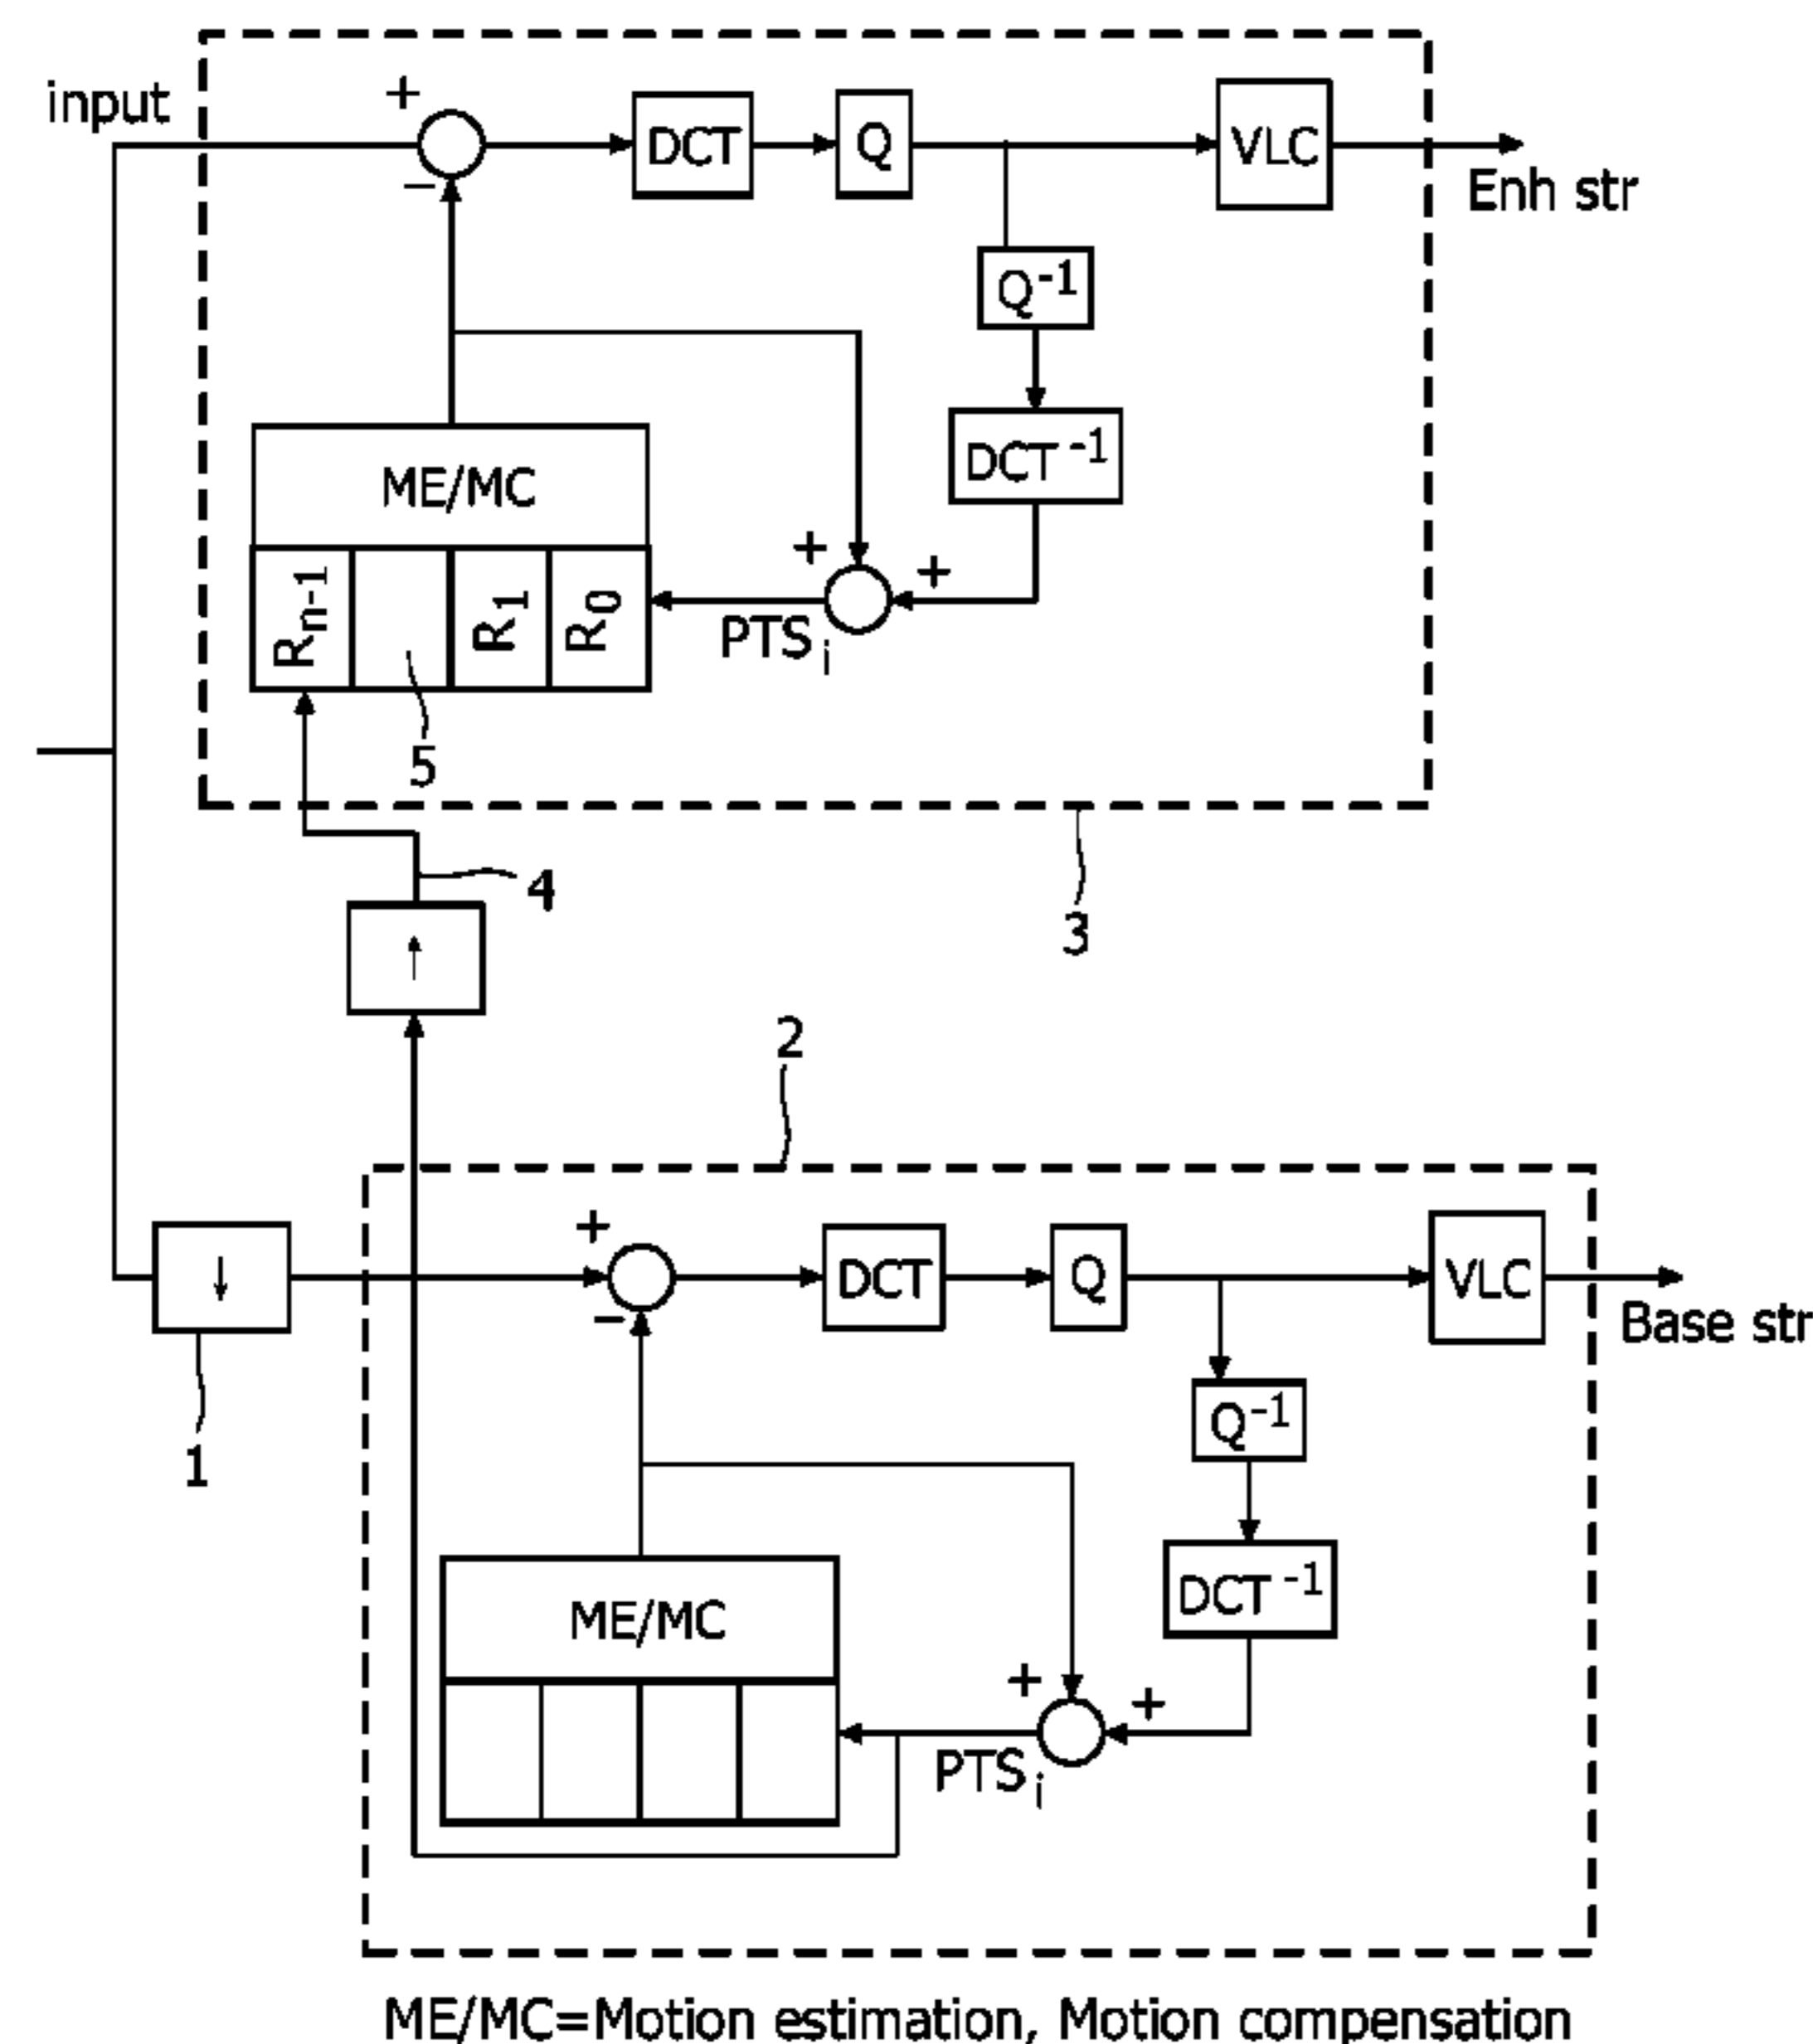 input
+
−
DCT
Q
VLC
Enh str
Q⁻¹
DCT⁻¹
ME/MC
+
+
Rn-1
R1
R0
PTSi
5
4
3
↑
2
↓
1
+
−
DCT
Q
VLC
Base str
Q⁻¹
DCT⁻¹
ME/MC
+
+
PTSi
ME/MC=Motion estimation, Motion compensation